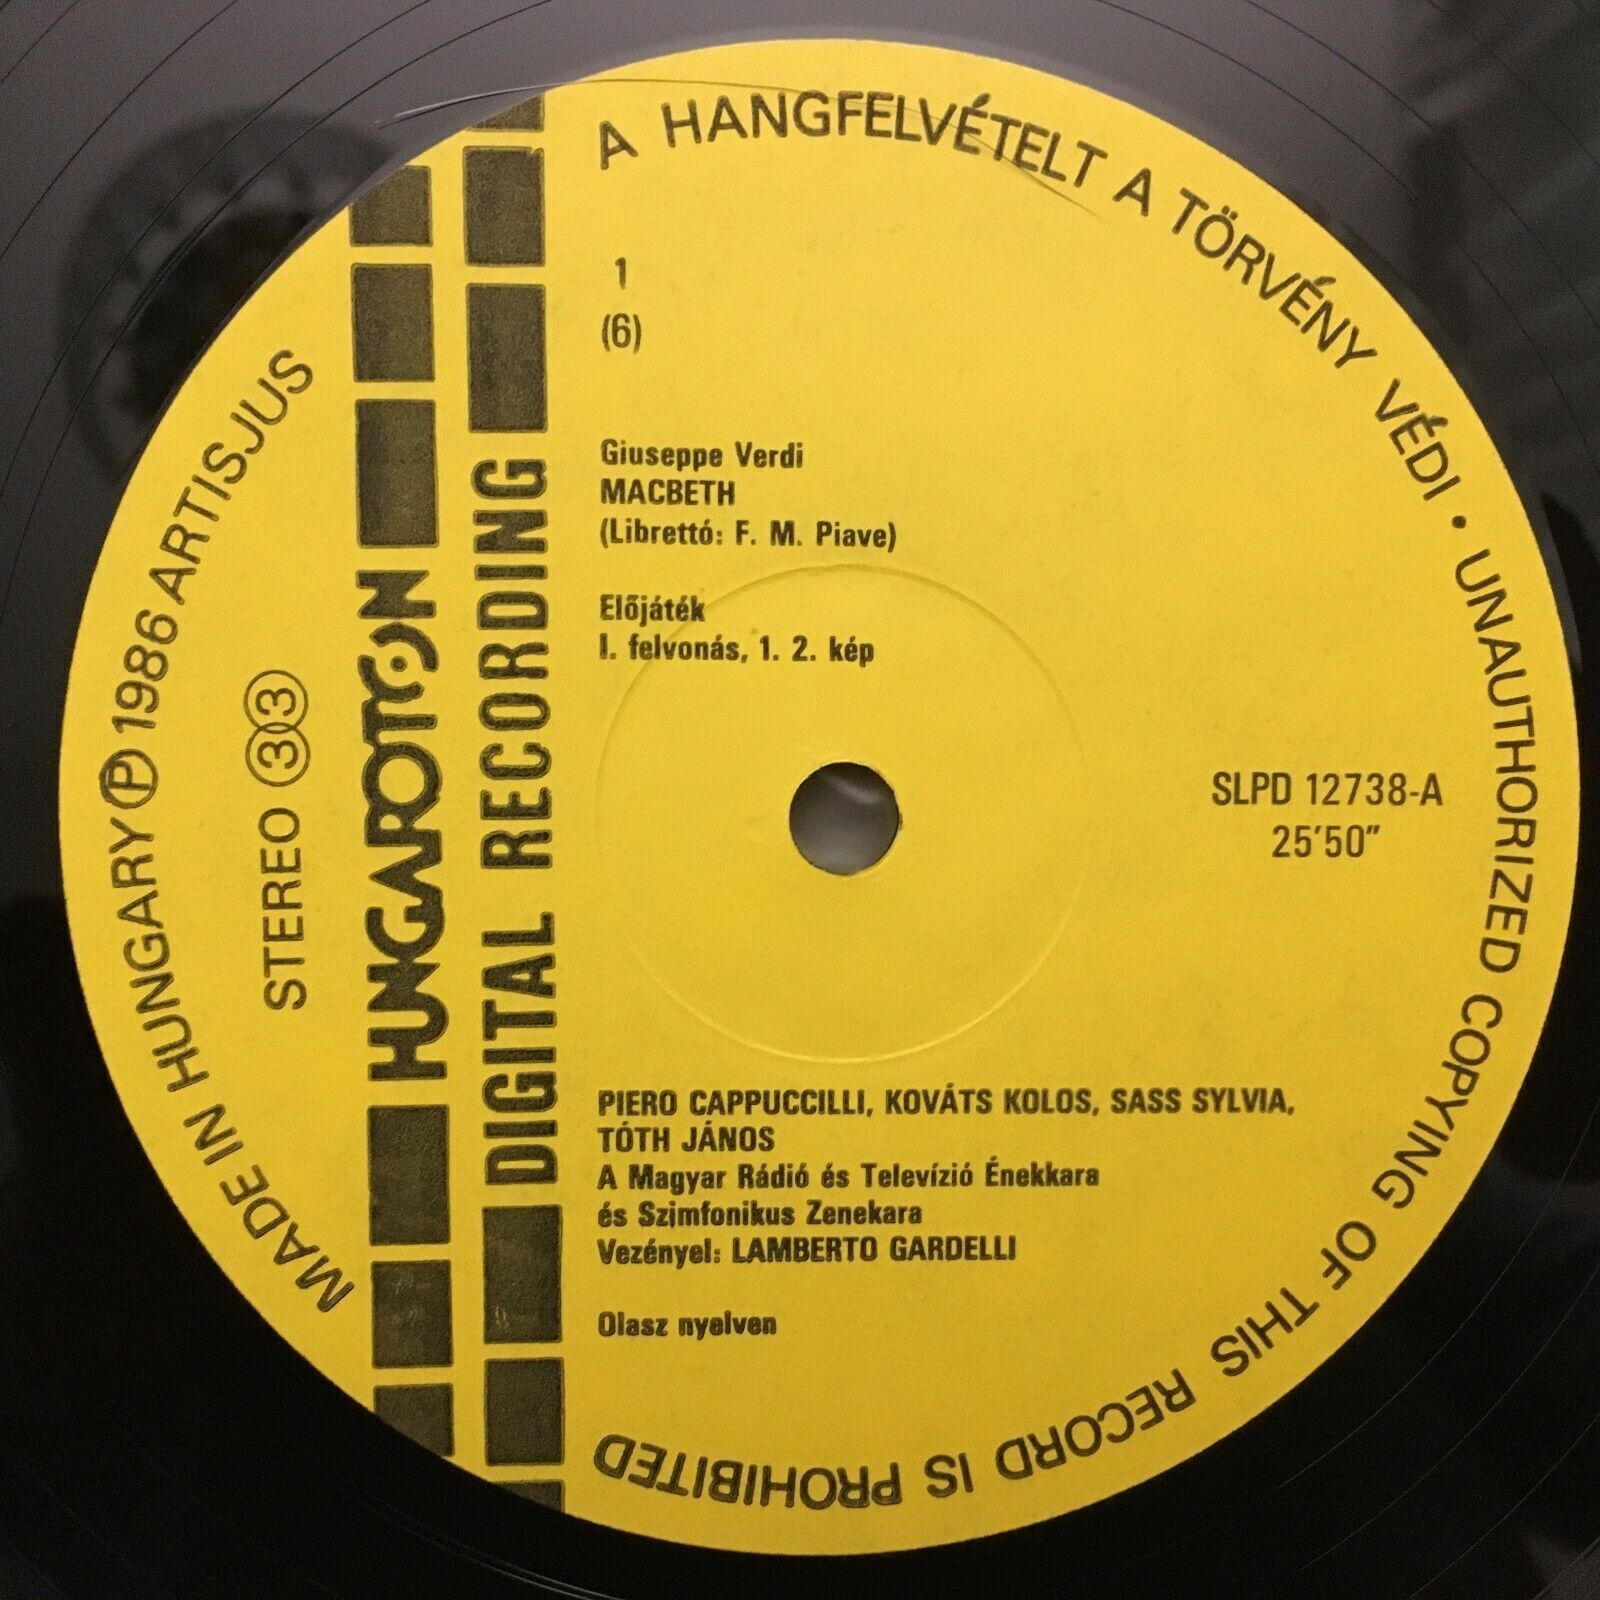 A HANGFELVÉTELT A TÖRVÉNY VÉDI • UNAUTHORIZED COPYING OF THIS RECORD IS PROHIBITED
MADE IN HUNGARY Ⓟ 1986 ARTISJUS
STEREO 33
HUNGAROTON
DIGITAL RECORDING
1
(6)
Giuseppe Verdi
MACBETH
(Librettó: F. M. Piave)
Előjáték
I. felvonás, 1. 2. kép
SLPD 12738-A
25'50"
PIERO CAPPUCCILLI, KOVÁTS KOLOS, SASS SYLVIA,
TÓTH JÁNOS
A Magyar Rádió és Televízió Énekkara
és Szimfonikus Zenekara
Vezényel: LAMBERTO GARDELLI
Olasz nyelven